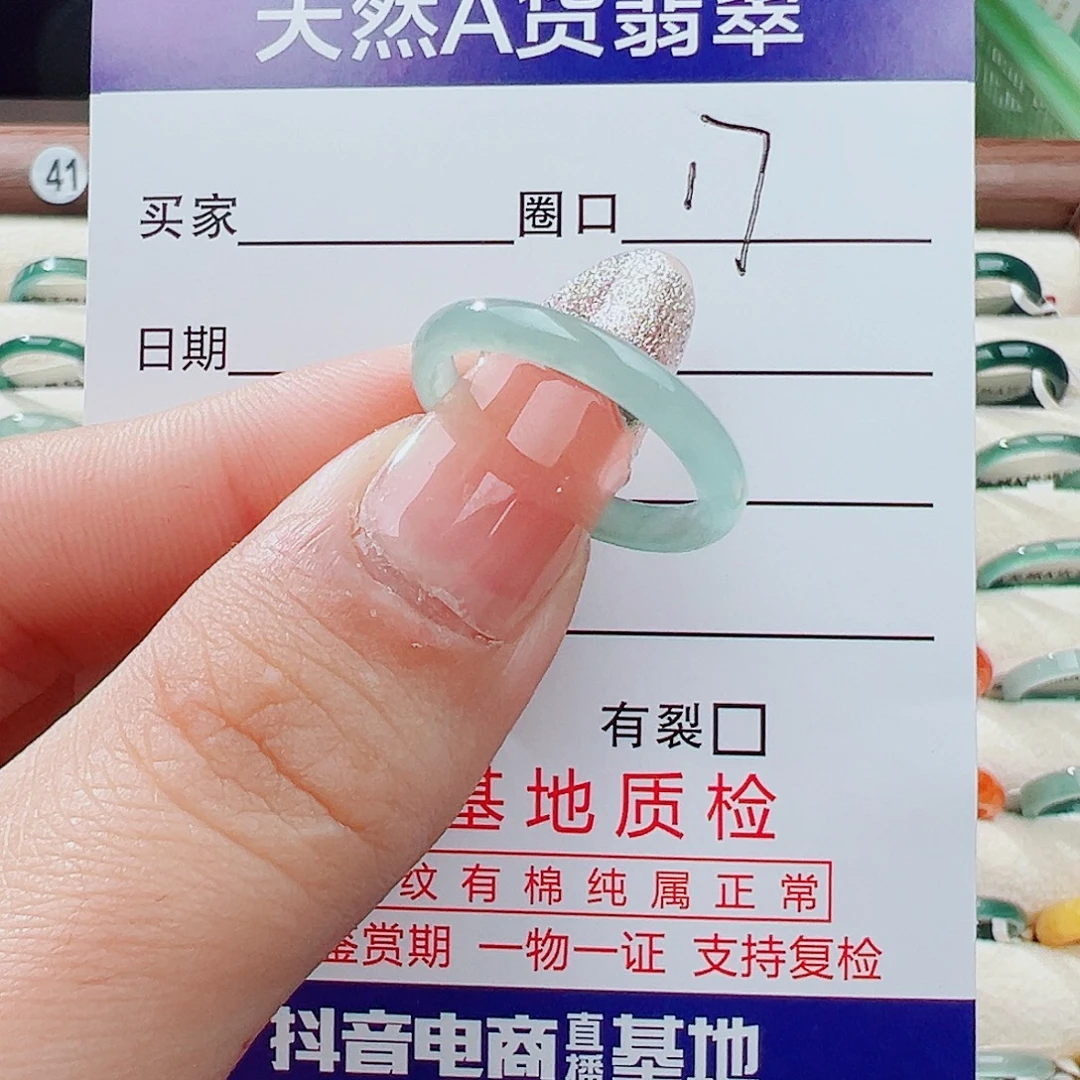 天然A货翡翠
41
买家 圈口 17
日期
有裂
基地质检
纹有棉纯属正常
鉴赏期 一物一证 支持复检
抖音电商直播基地